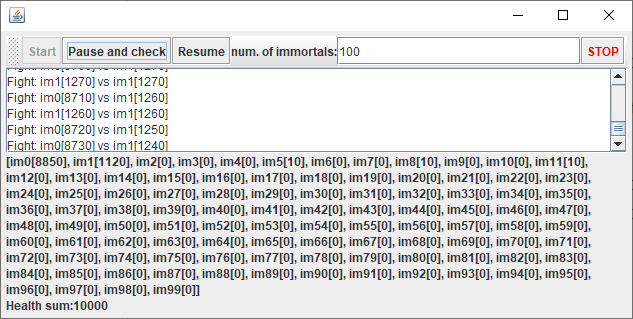 Start Pause and check Resume num. of immortals: 100 STOP
Fight: im1[1270] vs im1[1270]
Fight: im0[8710] vs im1[1260]
Fight: im1[1260] vs im1[1260]
Fight: im0[8720] vs im1[1250]
Fight: im0[8730] vs im1[1240]
[im0[8850], im1[1120], im2[0], im3[0], im4[0], im5[10], im6[0], im7[0], im8[10], im9[0], im10[0], im11[10],
im12[0], im13[0], im14[0], im15[0], im16[0], im17[0], im18[0], im19[0], im20[0], im21[0], im22[0], im23[0],
im24[0], im25[0], im26[0], im27[0], im28[0], im29[0], im30[0], im31[0], im32[0], im33[0], im34[0], im35[0],
im36[0], im37[0], im38[0], im39[0], im40[0], im41[0], im42[0], im43[0], im44[0], im45[0], im46[0], im47[0],
im48[0], im49[0], im50[0], im51[0], im52[0], im53[0], im54[0], im55[0], im56[0], im57[0], im58[0], im59[0],
im60[0], im61[0], im62[0], im63[0], im64[0], im65[0], im66[0], im67[0], im68[0], im69[0], im70[0], im71[0],
im72[0], im73[0], im74[0], im75[0], im76[0], im77[0], im78[0], im79[0], im80[0], im81[0], im82[0], im83[0],
im84[0], im85[0], im86[0], im87[0], im88[0], im89[0], im90[0], im91[0], im92[0], im93[0], im94[0], im95[0],
im96[0], im97[0], im98[0], im99[0]]
Health sum:10000